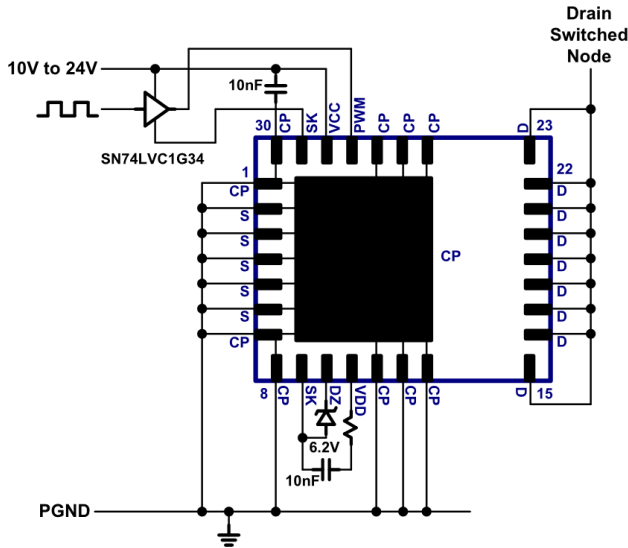 Drain
Switched
Node
10V to 24V
10nF
SN74LVC1G34
30
CP
SK
VCC
PWM
CP
CP
CP
D
23
1
22
CP
D
S
D
S
D
S
D
CP
S
D
S
D
CP
D
8
CP
SK
DZ
VDD
CP
CP
CP
D
15
6.2V
10nF
PGND